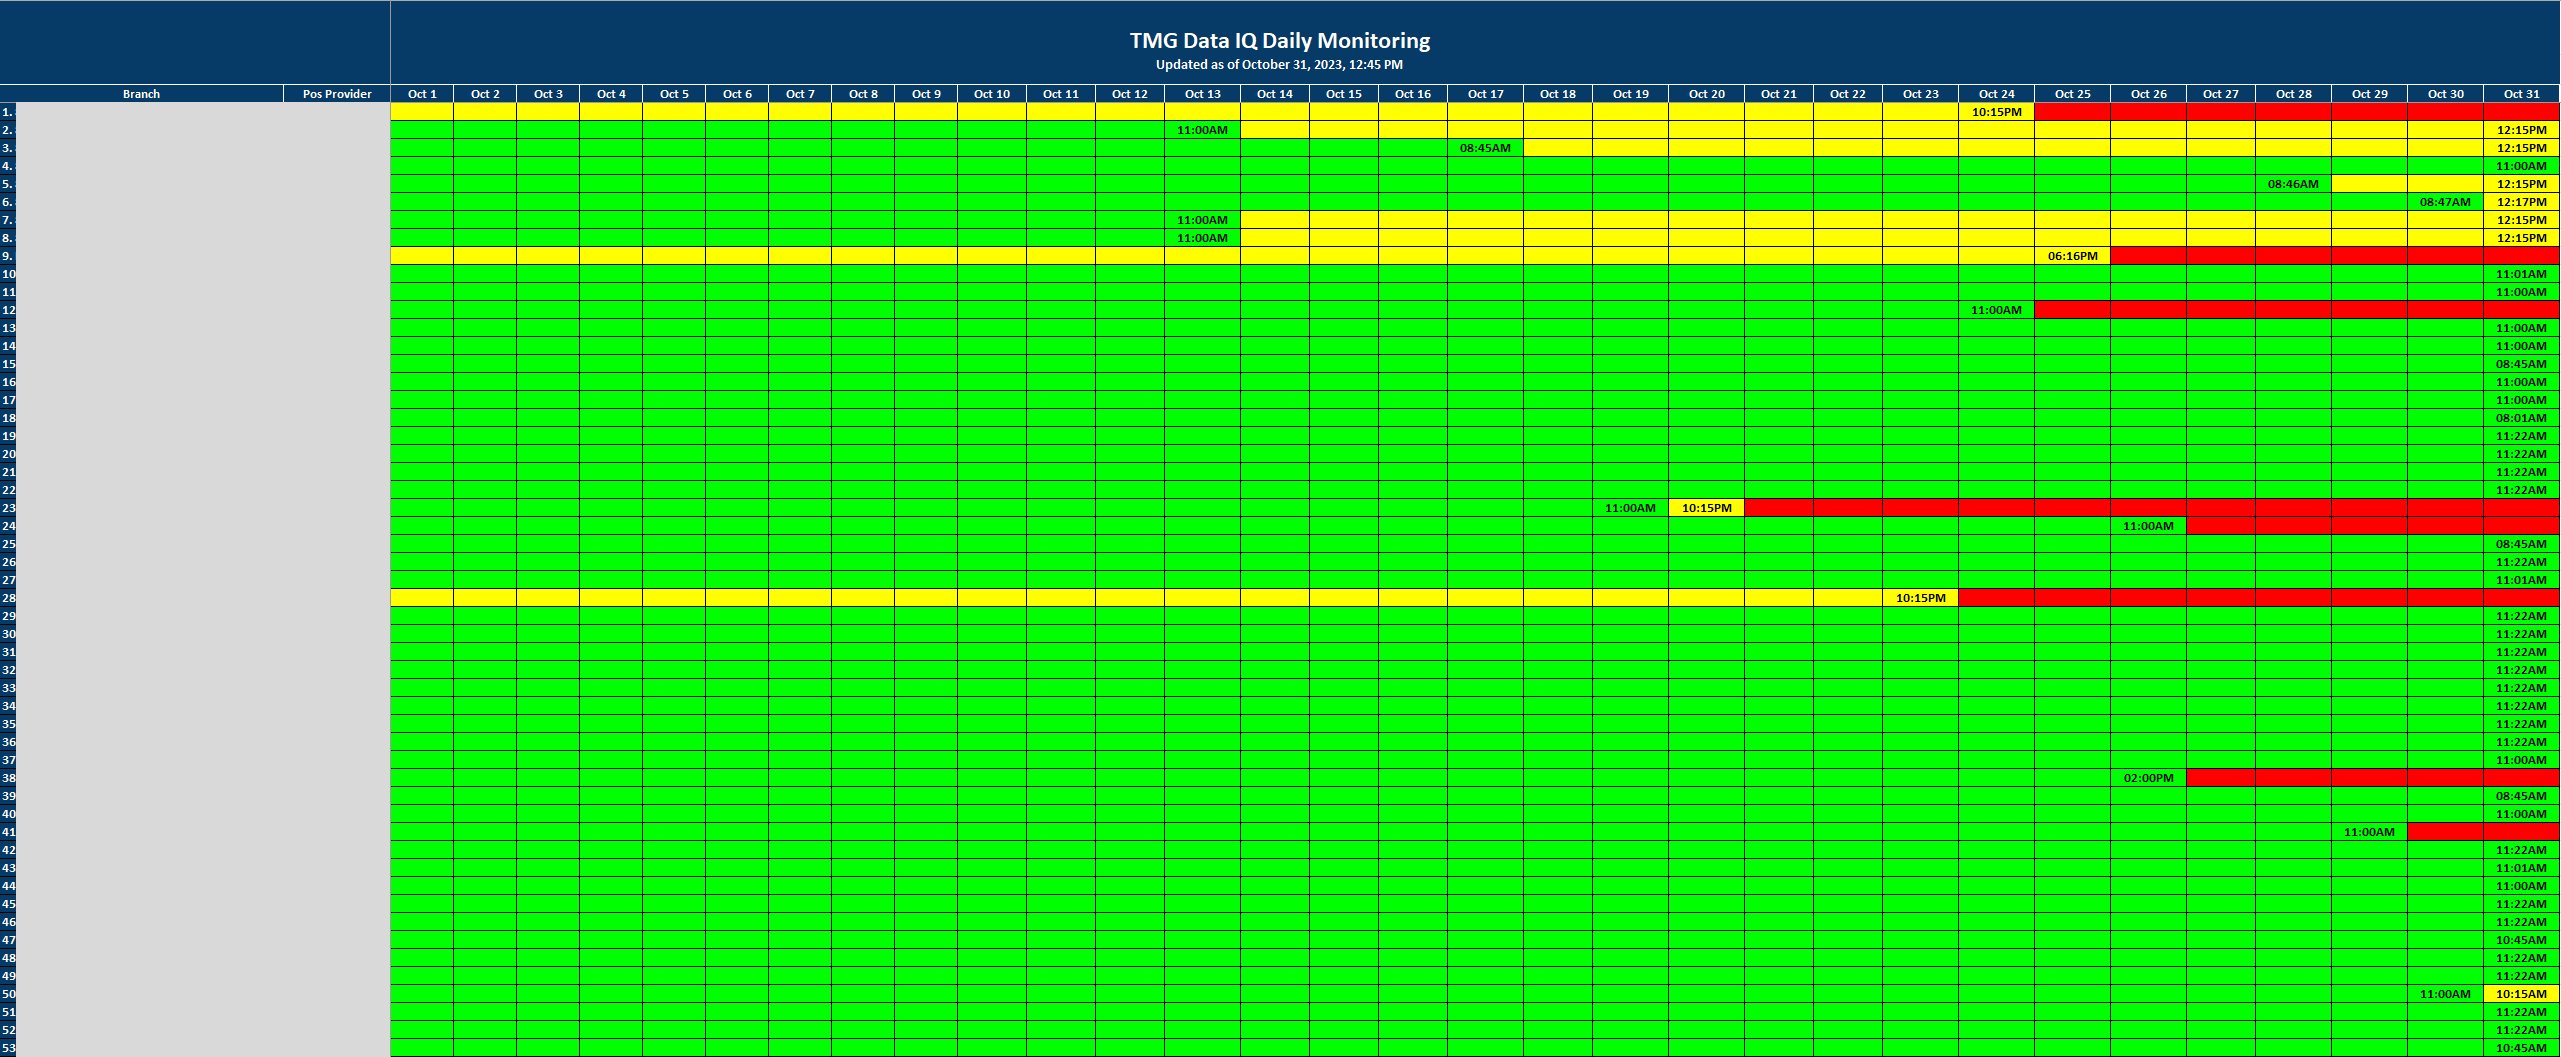 TMG Data IQ Daily Monitoring
Updated as of October 31, 2023, 12:45 PM
Branch Pos Provider Oct 1 Oct 2 Oct 3 Oct 4 Oct 5 Oct 6 Oct 7 Oct 8 Oct 9 Oct 10 Oct 11 Oct 12 Oct 13 Oct 14 Oct 15 Oct 16 Oct 17 Oct 18 Oct 19 Oct 20 Oct 21 Oct 22 Oct 23 Oct 24 Oct 25 Oct 26 Oct 27 Oct 28 Oct 29 Oct 30 Oct 31
1. 10:15PM
2. 11:00AM 12:15PM
3. 08:45AM 12:15PM
4. 11:00AM
5. 08:46AM 12:15PM
6. 08:47AM 12:17PM
7. 11:00AM 12:15PM
8. 11:00AM 12:15PM
9. 06:16PM
10 11:01AM
11 11:00AM
12 11:00AM
13 11:00AM
14 11:00AM
15 08:45AM
16 11:00AM
17 11:00AM
18 08:01AM
19 11:22AM
20 11:22AM
21 11:22AM
22 11:22AM
23 11:00AM 10:15PM
24 11:00AM
25 08:45AM
26 11:22AM
27 11:01AM
28 10:15PM
29 11:22AM
30 11:22AM
31 11:22AM
32 11:22AM
33 11:22AM
34 11:22AM
35 11:22AM
36 11:22AM
37 11:00AM
38 02:00PM
39 08:45AM
40 11:00AM
41 11:00AM
42 11:22AM
43 11:01AM
44 11:00AM
45 11:22AM
46 11:22AM
47 10:45AM
48 11:22AM
49 11:22AM
50 11:00AM 10:15AM
51 11:22AM
52 11:22AM
53 10:45AM